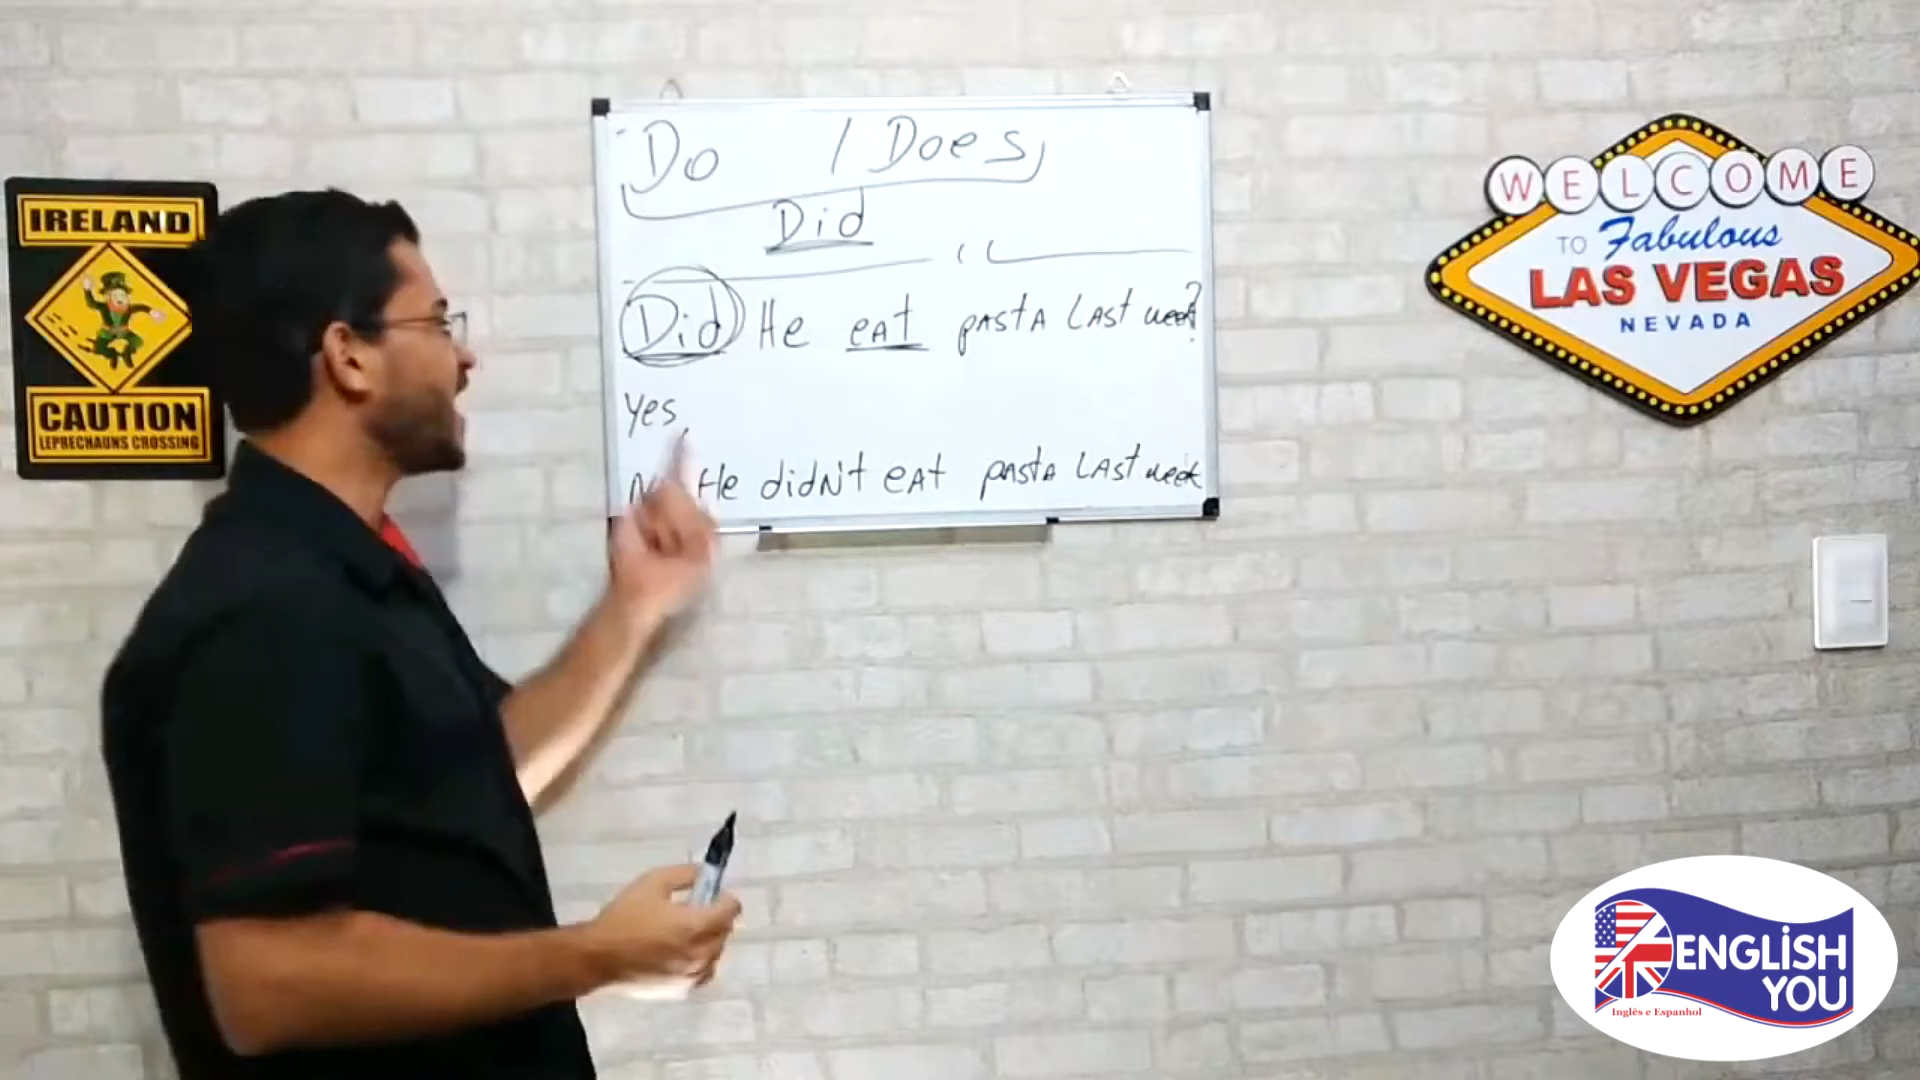 IRELAND
CAUTION
LEPRECHAUNS CROSSING
Do / Does
Did
Did He eat pasta Last week?
yes,
He didn't eat pasta Last week
WELCOME
TO Fabulous
LAS VEGAS
NEVADA
ENGLiSH
YOU
Inglês e Espanhol